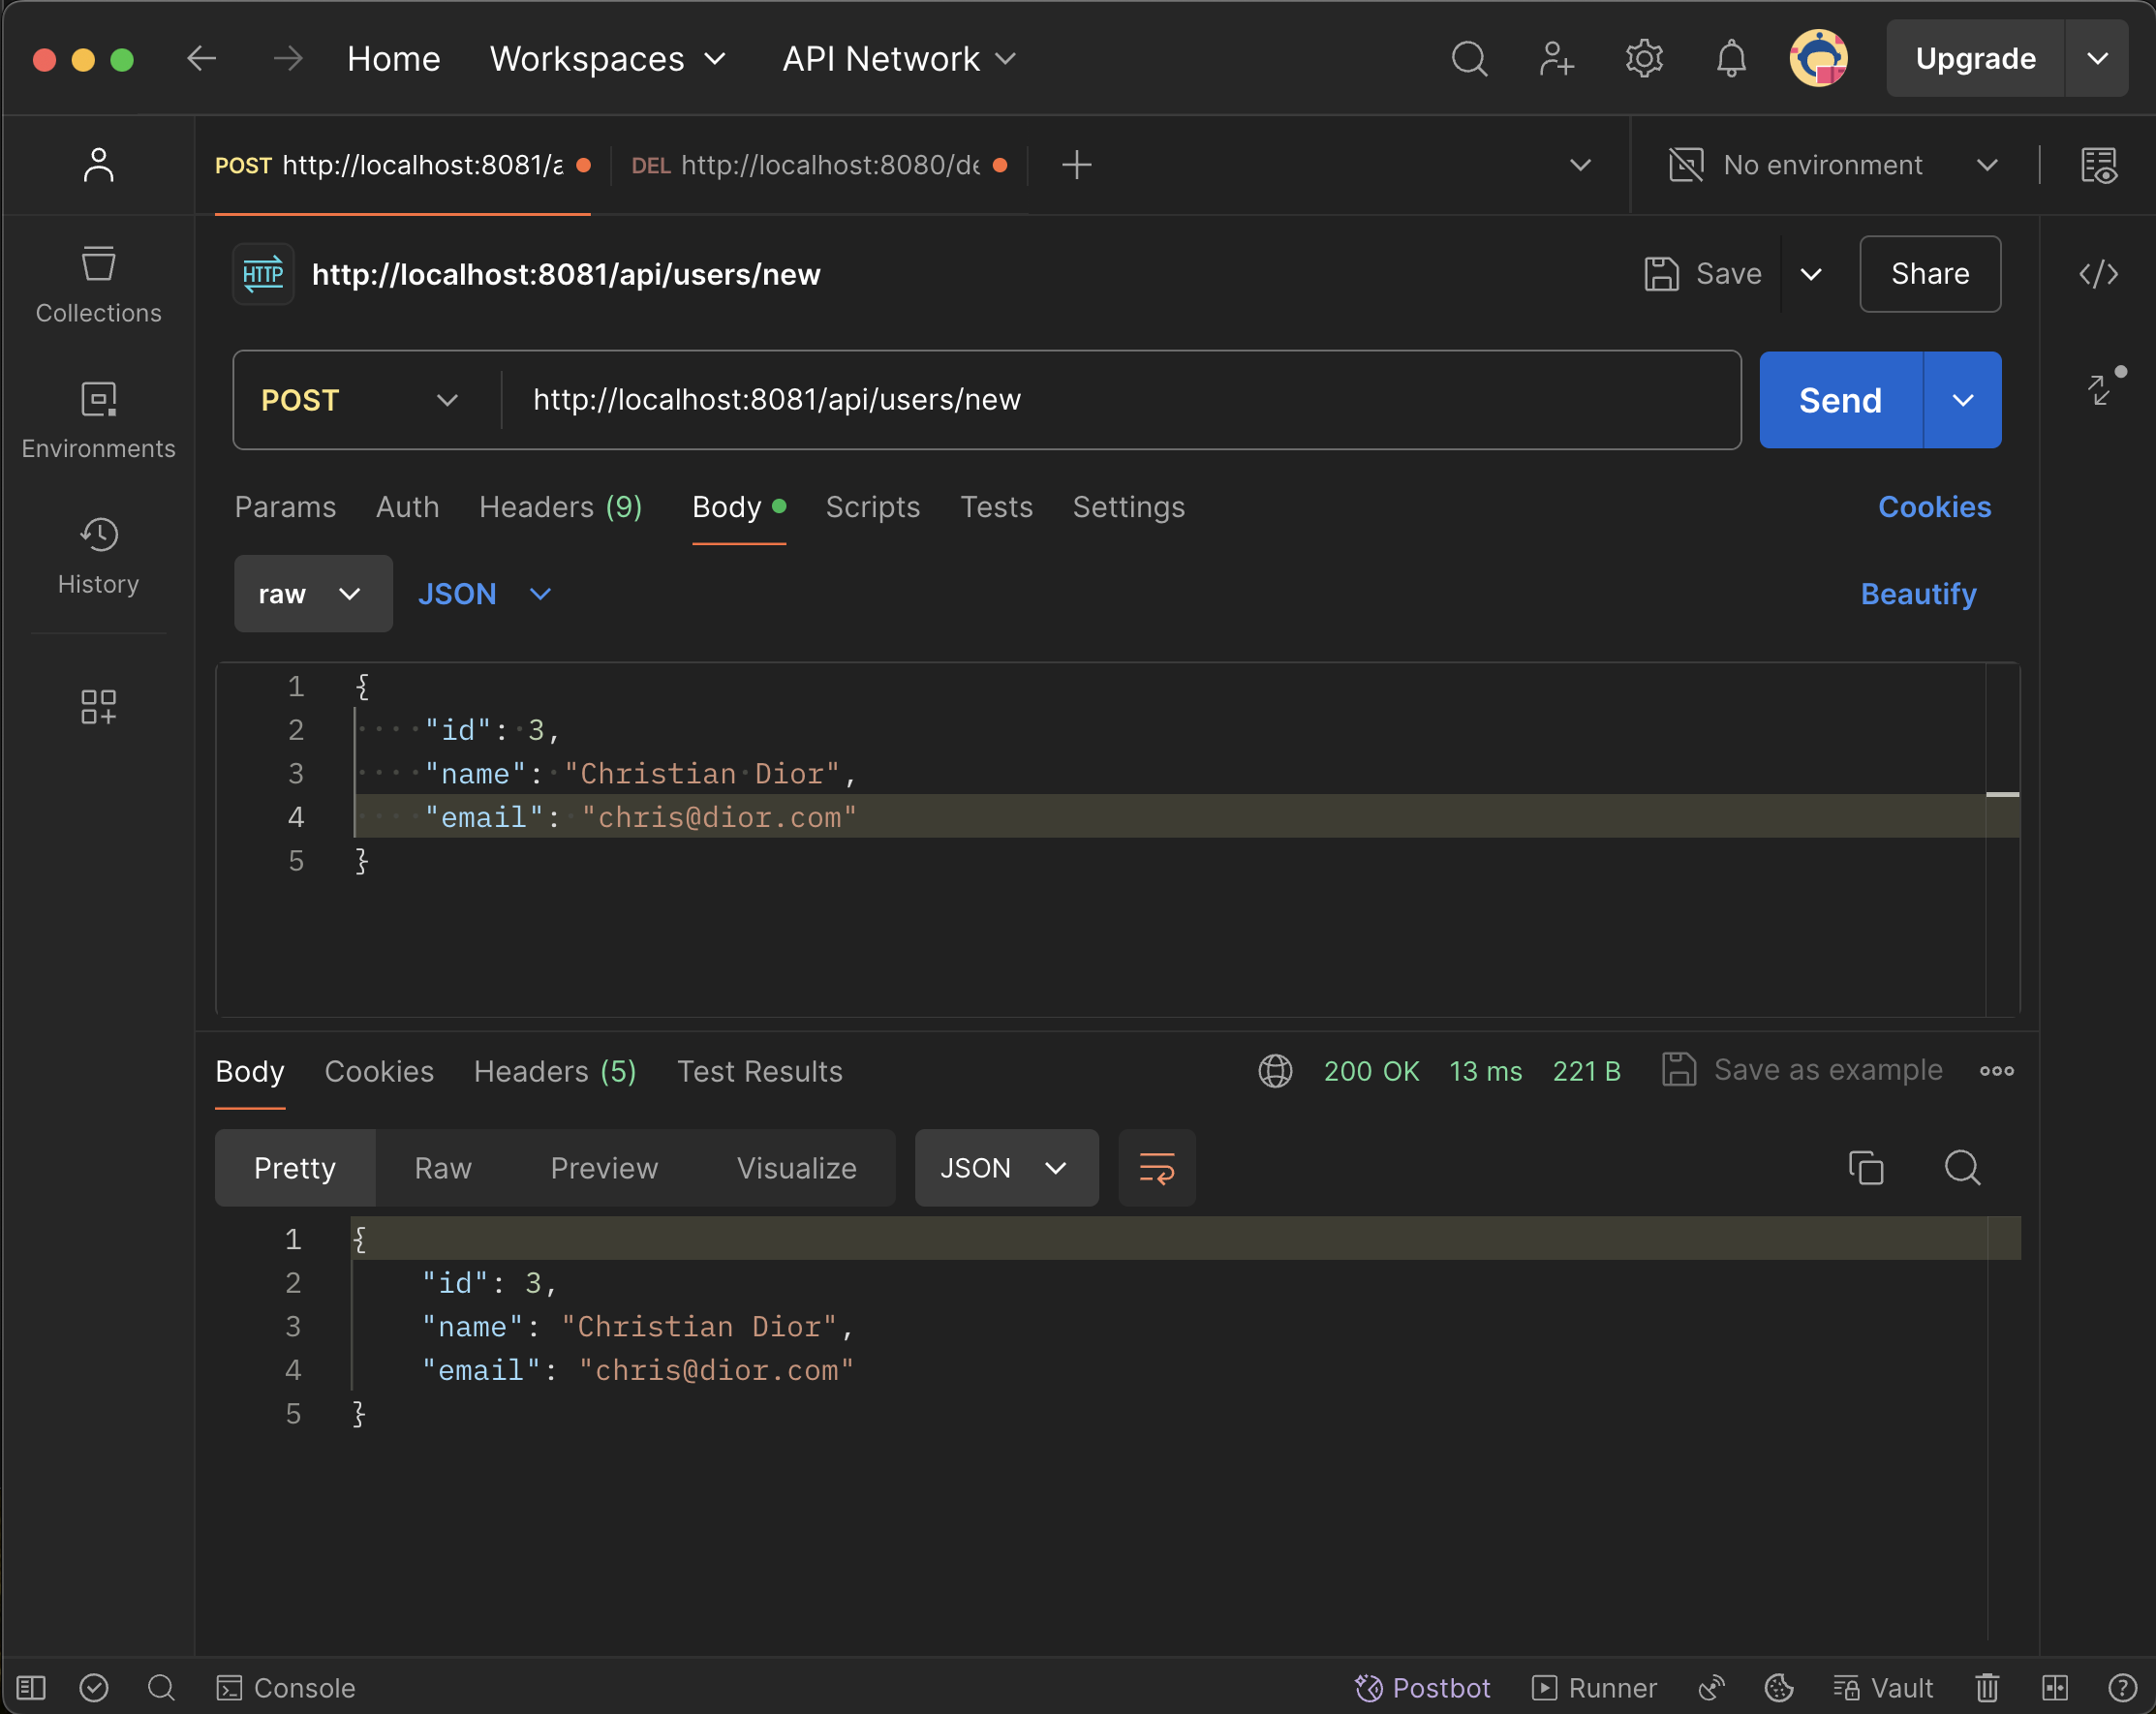 Home Workspaces API Network Upgrade
POST http://localhost:8081/a DEL http://localhost:8080/de No environment
HTTP http://localhost:8081/api/users/new Save Share
Collections
POST http://localhost:8081/api/users/new Send
Environments
Params Auth Headers (9) Body Scripts Tests Settings Cookies
History
raw JSON Beautify
1 {
2 "id": 3,
3 "name": "Christian Dior",
4 "email": "chris@dior.com"
5 }
Body Cookies Headers (5) Test Results 200 OK 13 ms 221 B Save as example
Pretty Raw Preview Visualize JSON
1 {
2 "id": 3,
3 "name": "Christian Dior",
4 "email": "chris@dior.com"
5 }
Console Postbot Runner Vault